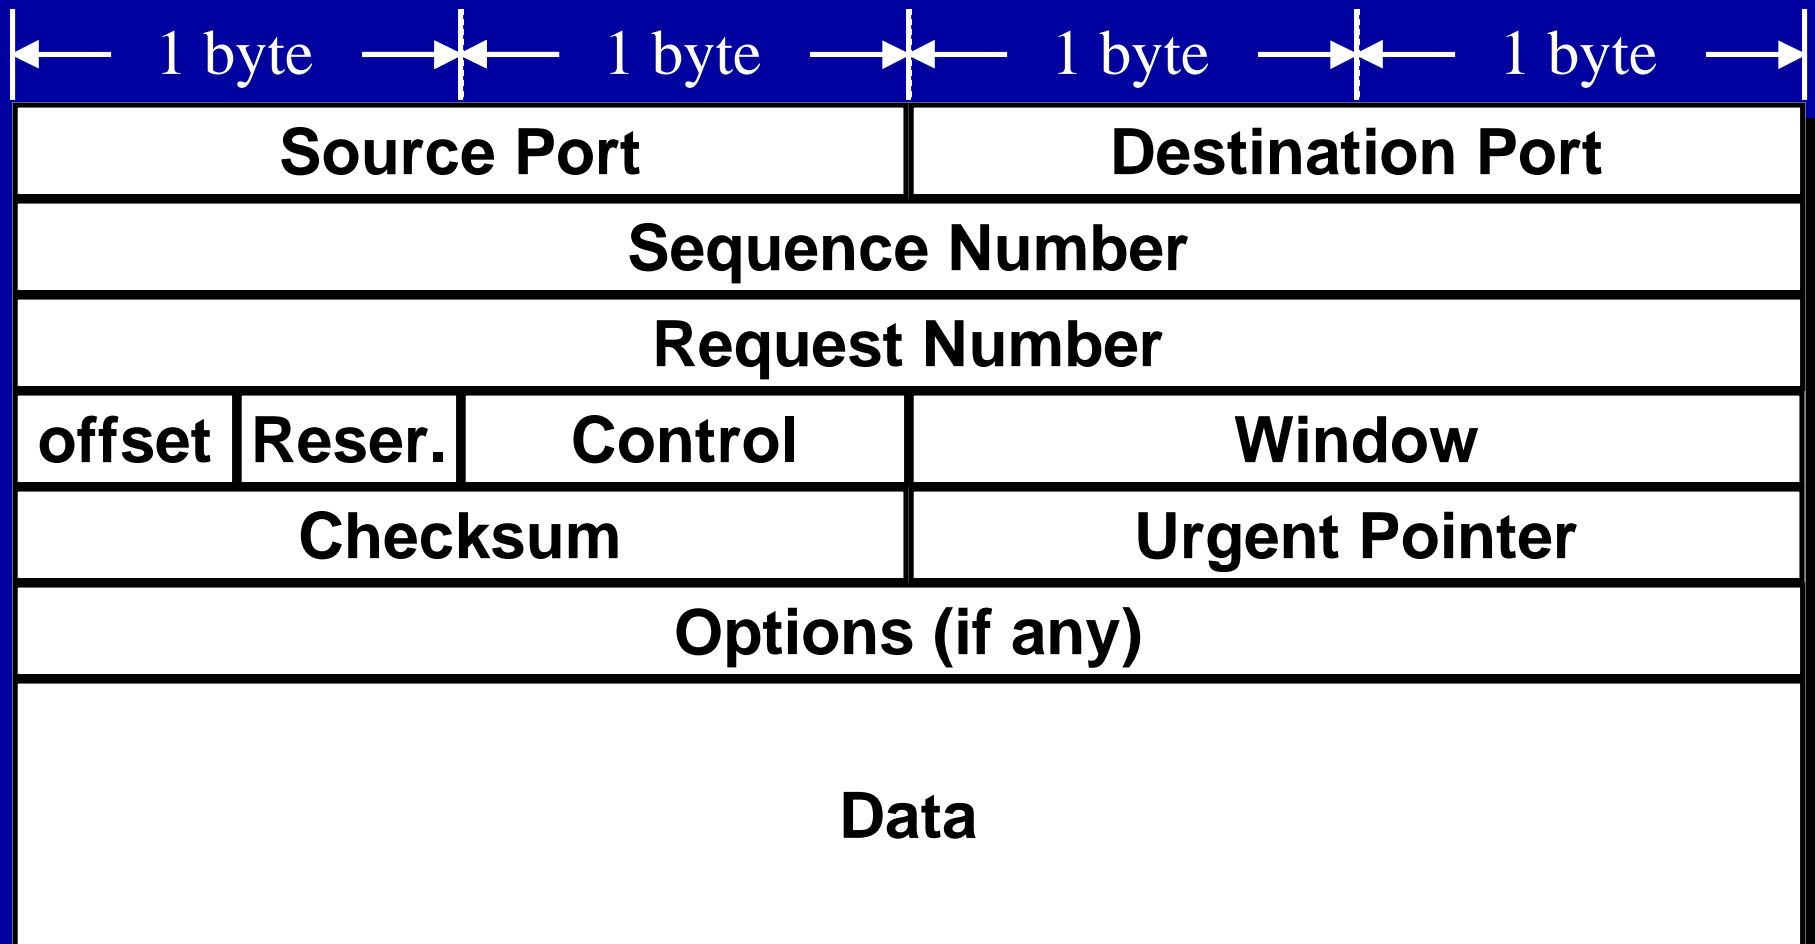 1 byte 1 byte 1 byte 1 byte
Source Port Destination Port
Sequence Number
Request Number
offset Reser. Control Window
Checksum Urgent Pointer
Options (if any)
Data